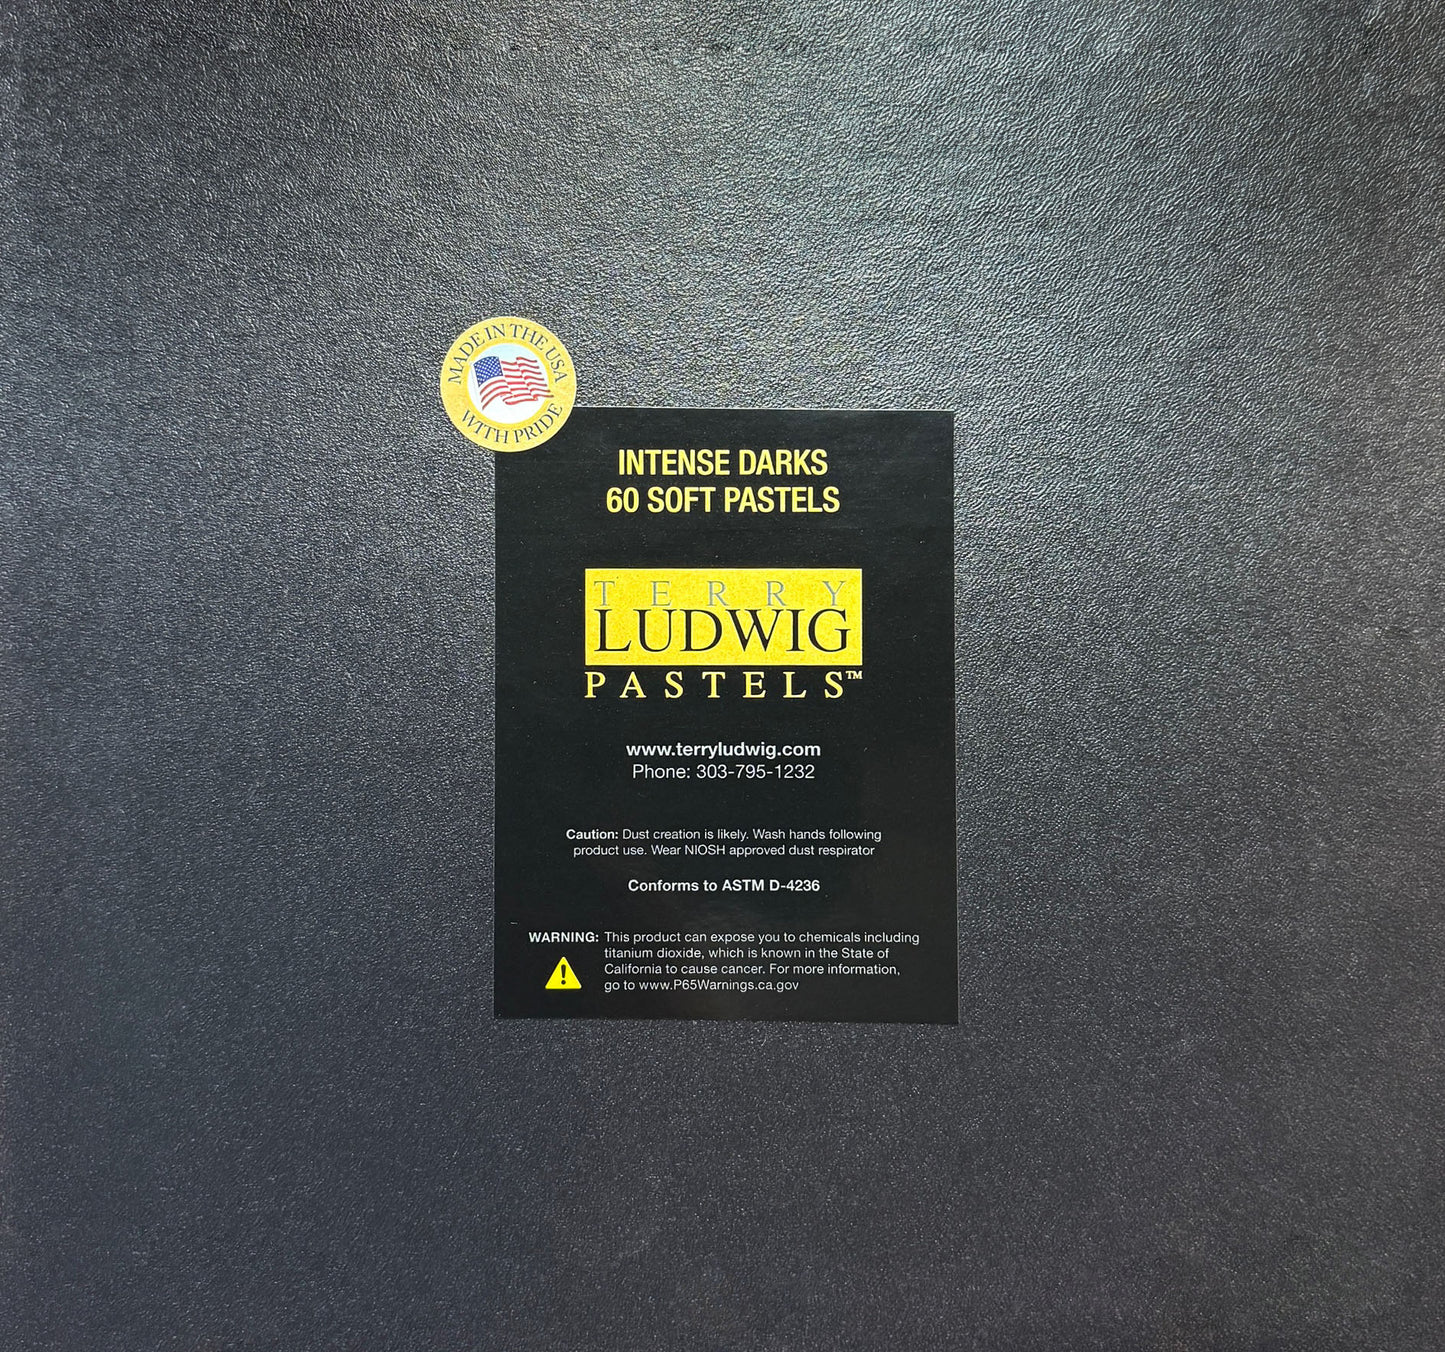 MADE IN THE USA
WITH PRIDE
INTENSE DARKS
60 SOFT PASTELS
TERRY
LUDWIG
PASTELS™
www.terryludwig.com
Phone: 303-795-1232
Caution: Dust creation is likely. Wash hands following
product use. Wear NIOSH approved dust respirator
Conforms to ASTM D-4236
WARNING: This product can expose you to chemicals including
titanium dioxide, which is known in the State of
California to cause cancer. For more information,
go to www.P65Warnings.ca.gov